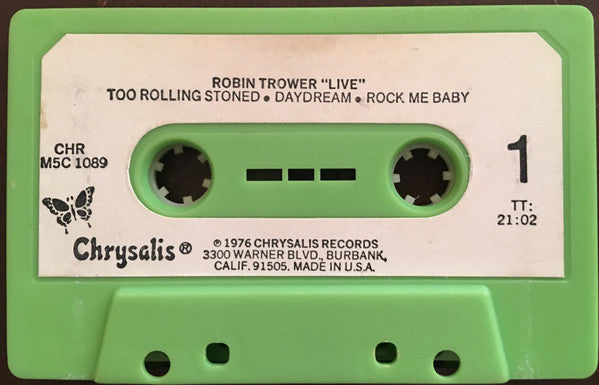 ROBIN TROWER "LIVE"
TOO ROLLING STONED • DAYDREAM • ROCK ME BABY
CHR
M5C 1089
1
TT:
21:02
Chrysalis®
℗ 1976 CHRYSALIS RECORDS
3300 WARNER BLVD., BURBANK,
CALIF. 91505. MADE IN U.S.A.